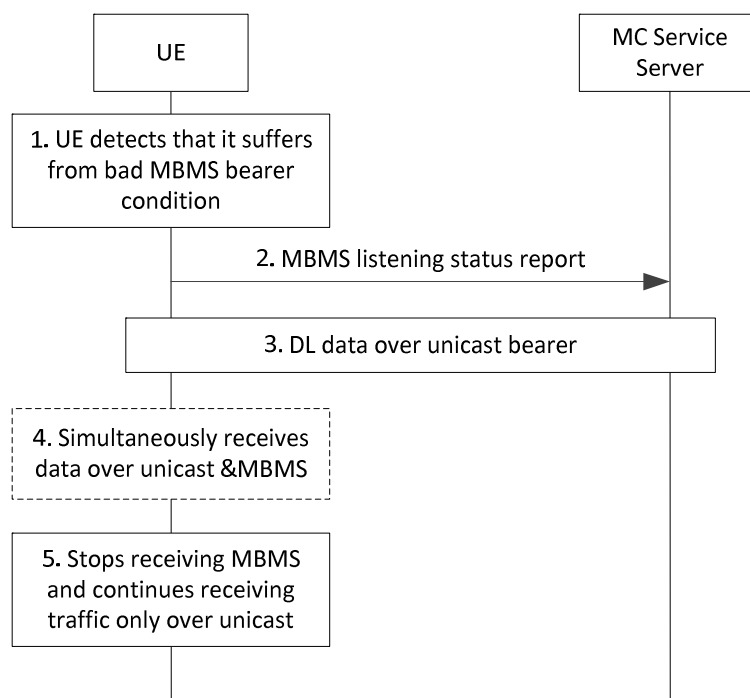 UE
MC Service
Server
1. UE detects that it suffers
from bad MBMS bearer
condition
2. MBMS listening status report
3. DL data over unicast bearer
4. Simultaneously receives
data over unicast &MBMS
5. Stops receiving MBMS
and continues receiving
traffic only over unicast